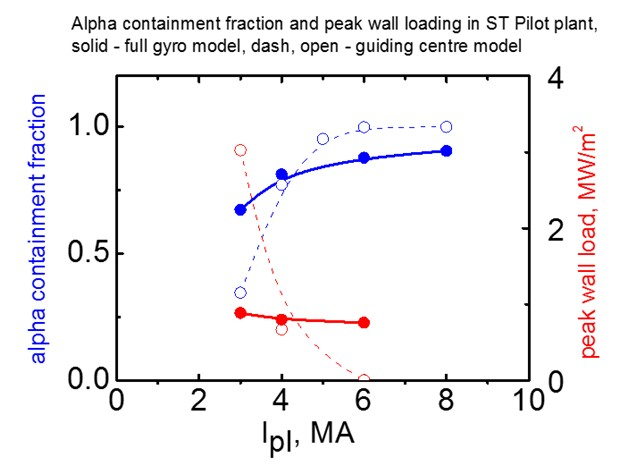 Alpha containment fraction and peak wall loading in ST Pilot plant,
solid - full gyro model, dash, open - guiding centre model
alpha containment fraction
1.0
0.5
0.0
0 2 4 6 8 10
I_pl, MA
4
2
0
peak wall load, MW/m²